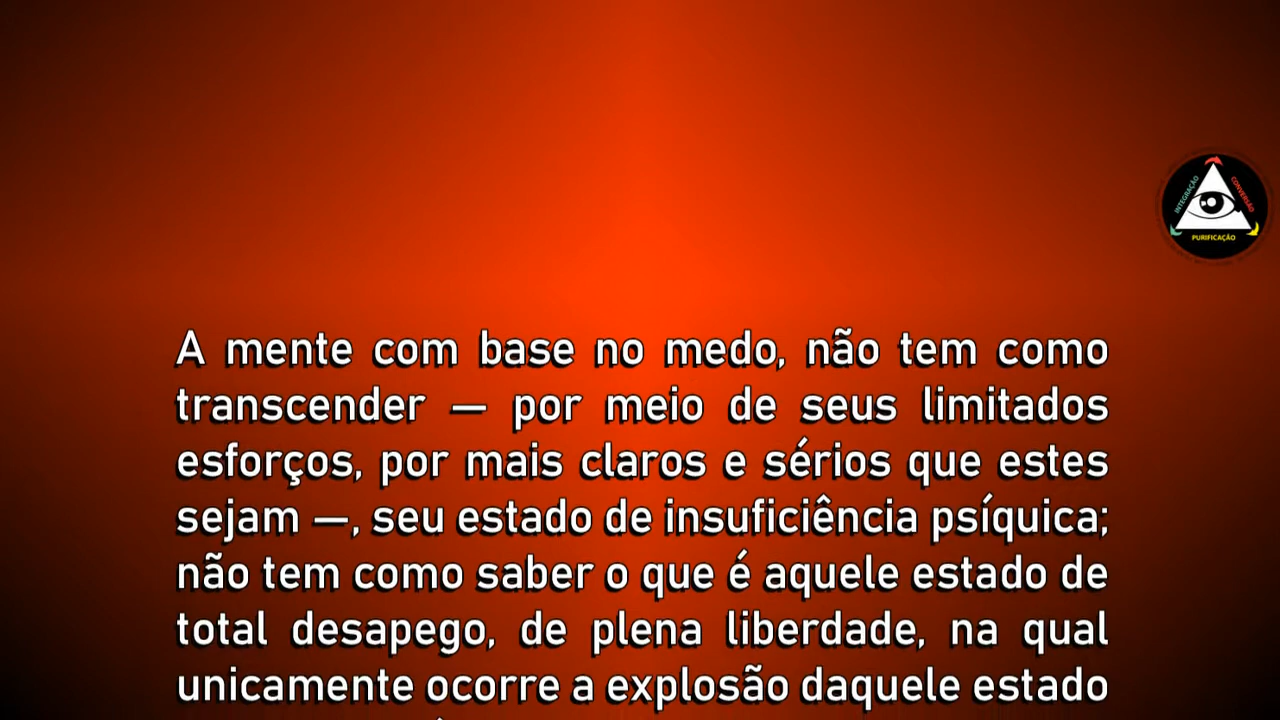 A mente com base no medo, não tem como
transcender — por meio de seus limitados
esforços, por mais claros e sérios que estes
sejam —, seu estado de insuficiência psíquica;
não tem como saber o que é aquele estado de
total desapego, de plena liberdade, na qual
unicamente ocorre a explosão daquele estado
INTEGRAÇÃO
CONVERSÃO
PURIFICAÇÃO